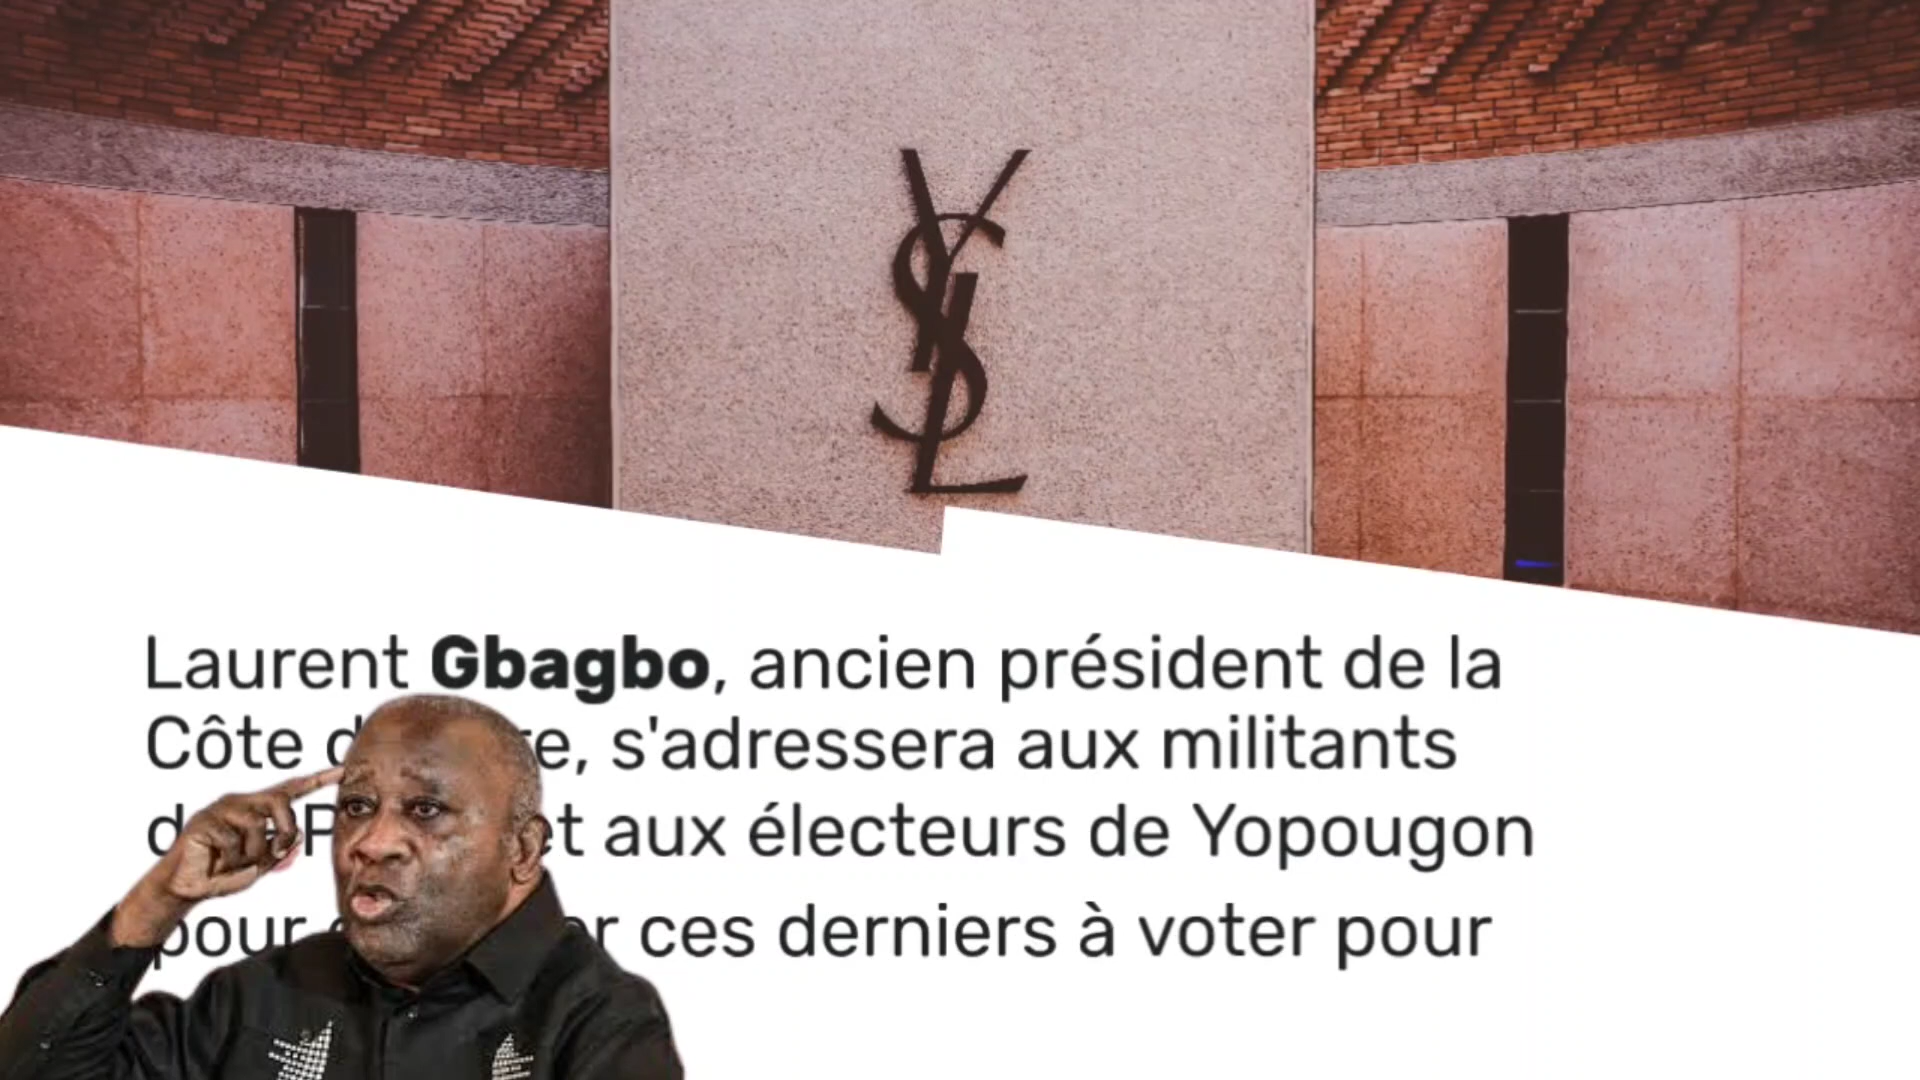 YSL
Laurent Gbagbo, ancien président de la
Côte s'adressera aux militants
et aux électeurs de Yopougon
pour ces derniers à voter pour